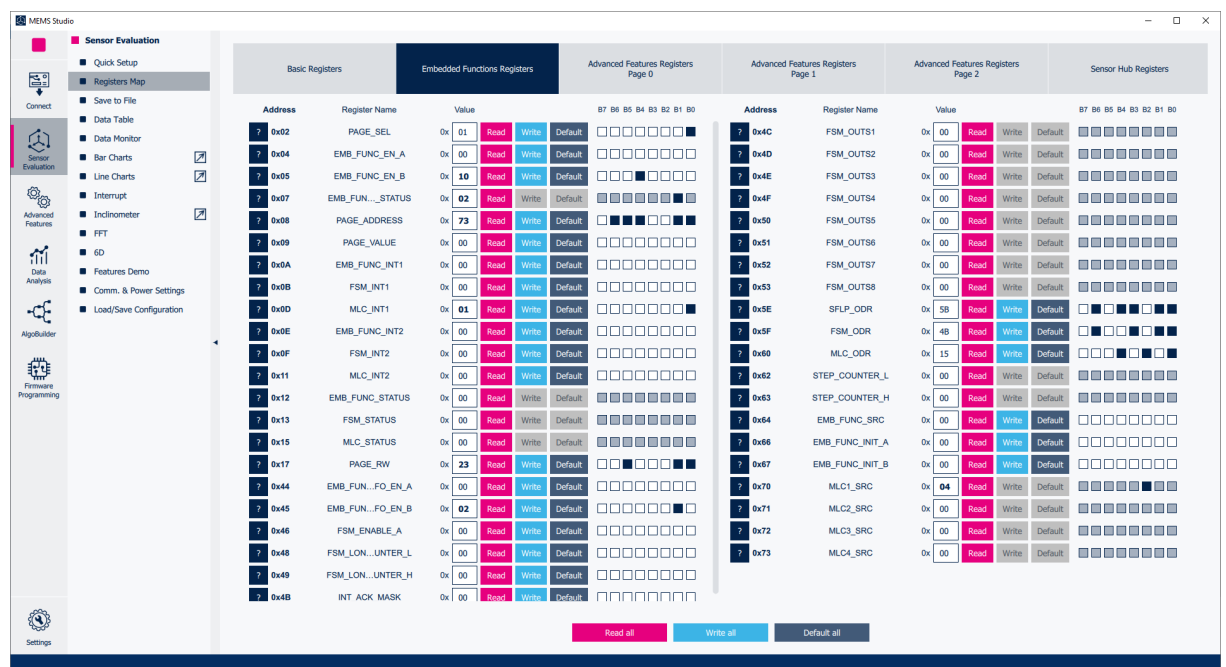 MEMS Studio
Connect
Sensor Evaluation
Advanced Features
Data Analysis
AlgoBuilder
Firmware Programming
Settings
Sensor Evaluation
Quick Setup
Registers Map
Save to File
Data Table
Data Monitor
Bar Charts
Line Charts
Interrupt
Inclinometer
FFT
6D
Features Demo
Comm. & Power Settings
Load/Save Configuration
Basic Registers
Embedded Functions Registers
Advanced Features Registers Page 0
Advanced Features Registers Page 1
Advanced Features Registers Page 2
Sensor Hub Registers
Address Register Name Value B7 B6 B5 B4 B3 B2 B1 B0
? 0x02 PAGE_SEL 0x 01 Read Write Default
? 0x04 EMB_FUNC_EN_A 0x 00 Read Write Default
? 0x05 EMB_FUNC_EN_B 0x 10 Read Write Default
? 0x07 EMB_FUN..._STATUS 0x 02 Read Write Default
? 0x08 PAGE_ADDRESS 0x 73 Read Write Default
? 0x09 PAGE_VALUE 0x 00 Read Write Default
? 0x0A EMB_FUNC_INT1 0x 00 Read Write Default
? 0x0B FSM_INT1 0x 00 Read Write Default
? 0x0D MLC_INT1 0x 01 Read Write Default
? 0x0E EMB_FUNC_INT2 0x 00 Read Write Default
? 0x0F FSM_INT2 0x 00 Read Write Default
? 0x11 MLC_INT2 0x 00 Read Write Default
? 0x12 EMB_FUNC_STATUS 0x 00 Read Write Default
? 0x13 FSM_STATUS 0x 00 Read Write Default
? 0x15 MLC_STATUS 0x 00 Read Write Default
? 0x17 PAGE_RW 0x 23 Read Write Default
? 0x44 EMB_FUN...FO_EN_A 0x 00 Read Write Default
? 0x45 EMB_FUN...FO_EN_B 0x 02 Read Write Default
? 0x46 FSM_ENABLE_A 0x 00 Read Write Default
? 0x48 FSM_LON...UNTER_L 0x 00 Read Write Default
? 0x49 FSM_LON...UNTER_H 0x 00 Read Write Default
? 0x4B INT ACK MASK 0x 00 Read Write Default
Address Register Name Value B7 B6 B5 B4 B3 B2 B1 B0
? 0x4C FSM_OUTS1 0x 00 Read Write Default
? 0x4D FSM_OUTS2 0x 00 Read Write Default
? 0x4E FSM_OUTS3 0x 00 Read Write Default
? 0x4F FSM_OUTS4 0x 00 Read Write Default
? 0x50 FSM_OUTS5 0x 00 Read Write Default
? 0x51 FSM_OUTS6 0x 00 Read Write Default
? 0x52 FSM_OUTS7 0x 00 Read Write Default
? 0x53 FSM_OUTS8 0x 00 Read Write Default
? 0x5E SFLP_ODR 0x 5B Read Write Default
? 0x5F FSM_ODR 0x 4B Read Write Default
? 0x60 MLC_ODR 0x 15 Read Write Default
? 0x62 STEP_COUNTER_L 0x 00 Read Write Default
? 0x63 STEP_COUNTER_H 0x 00 Read Write Default
? 0x64 EMB_FUNC_SRC 0x 00 Read Write Default
? 0x66 EMB_FUNC_INIT_A 0x 00 Read Write Default
? 0x67 EMB_FUNC_INIT_B 0x 00 Read Write Default
? 0x70 MLC1_SRC 0x 04 Read Write Default
? 0x71 MLC2_SRC 0x 00 Read Write Default
? 0x72 MLC3_SRC 0x 00 Read Write Default
? 0x73 MLC4_SRC 0x 00 Read Write Default
Read all Write all Default all